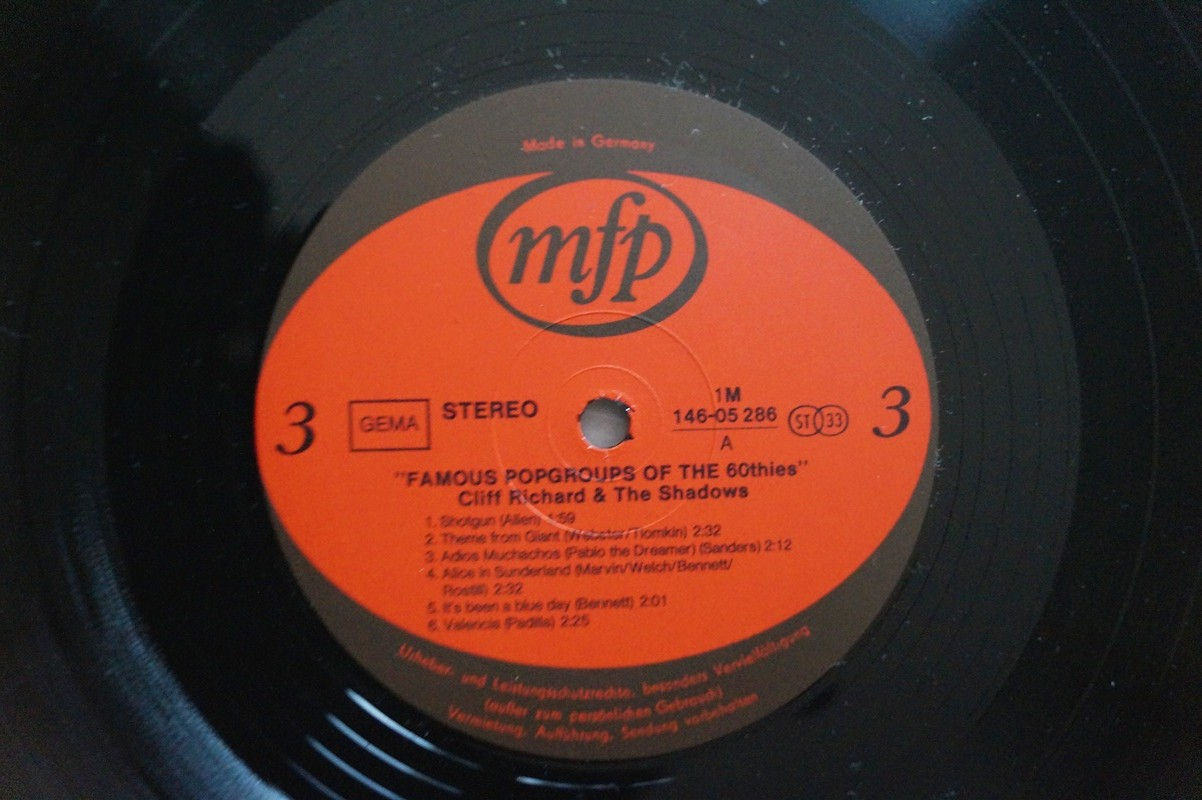 Made in Germany
mfp
3
GEMA
STEREO
1M
146-05 286
A
ST 33
3
"FAMOUS POPGROUPS OF THE 60thies"
Cliff Richard & The Shadows
1. Shotgun (Allen) 1:59
2. Theme from Giant (Webster/Tiomkin) 2:32
3. Adios Muchachos (Pablo the Dreamer) (Sanders) 2:12
4. Alice in Sunderland (Marvin/Welch/Bennett/
Rostill) 2:32
5. It's been a blue day (Bennett) 2:01
6. Valencia (Padilla) 2:25
Urheber- und Leistungsschutzrechte, besonders Vervielfältigung
(außer zum persönlichen Gebrauch)
Vermietung, Aufführung, Sendung vorbehalten